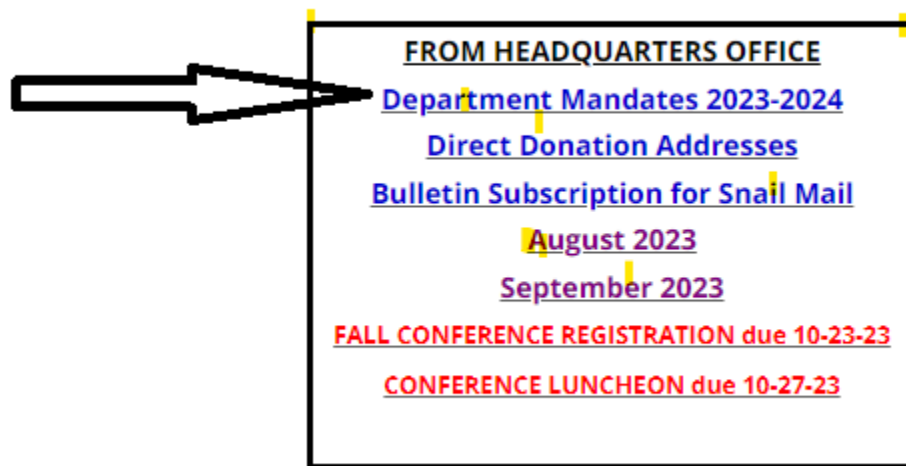 FROM HEADQUARTERS OFFICE
Department Mandates 2023-2024
Direct Donation Addresses
Bulletin Subscription for Snail Mail
August 2023
September 2023
FALL CONFERENCE REGISTRATION due 10-23-23
CONFERENCE LUNCHEON due 10-27-23